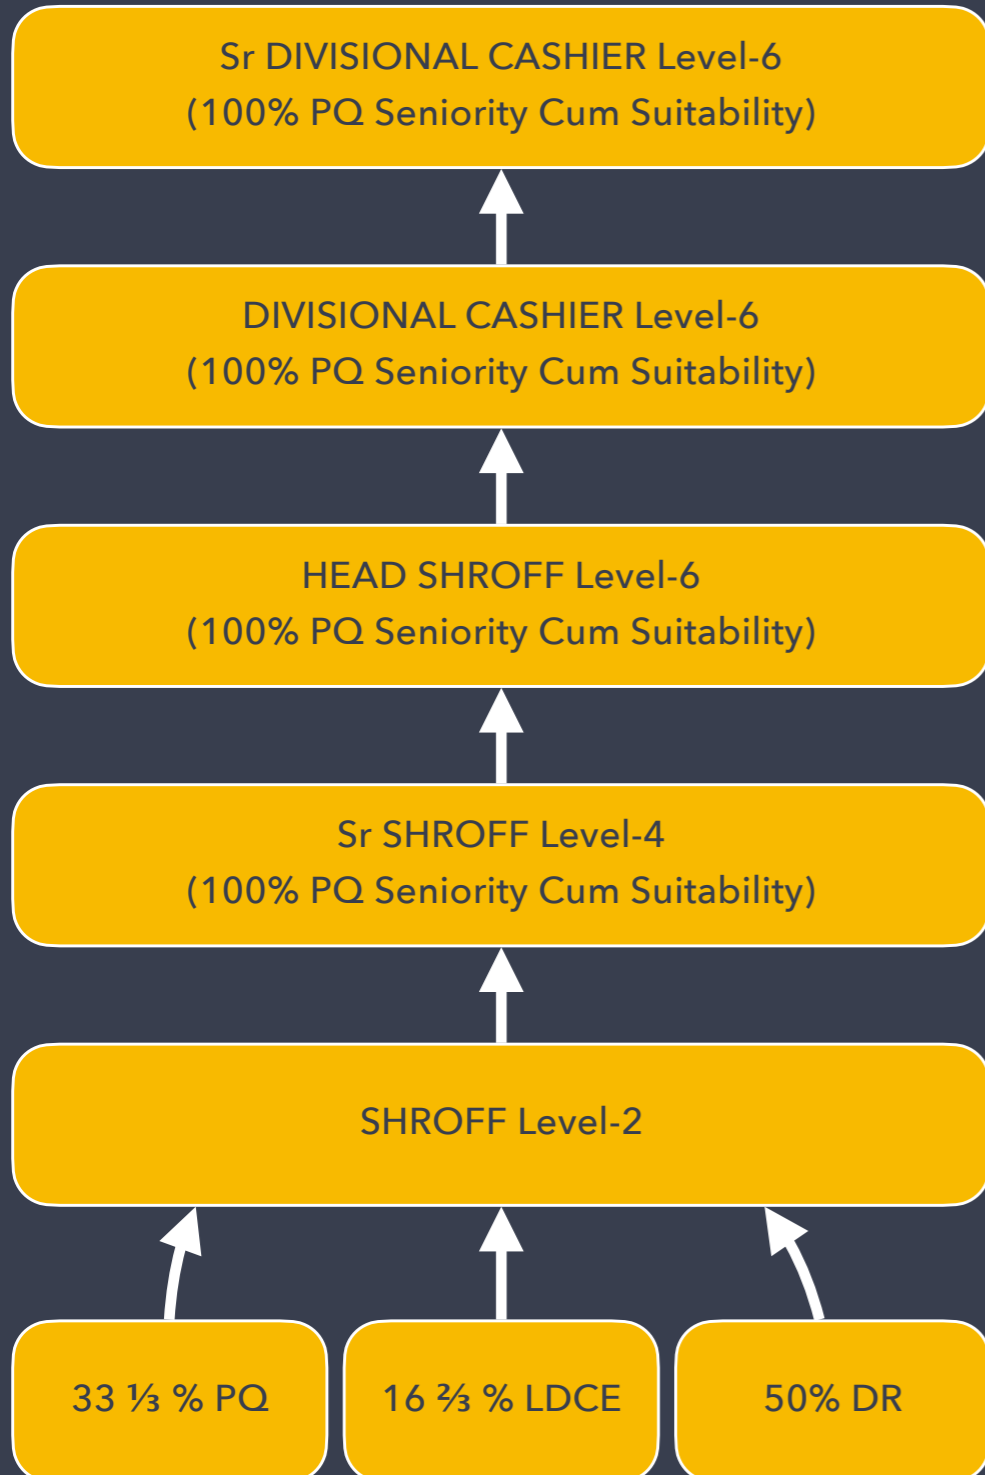 Sr DIVISIONAL CASHIER Level-6
(100% PQ Seniority Cum Suitability)
DIVISIONAL CASHIER Level-6
(100% PQ Seniority Cum Suitability)
HEAD SHROFF Level-6
(100% PQ Seniority Cum Suitability)
Sr SHROFF Level-4
(100% PQ Seniority Cum Suitability)
SHROFF Level-2
33 ⅓ % PQ
16 ⅔ % LDCE
50% DR